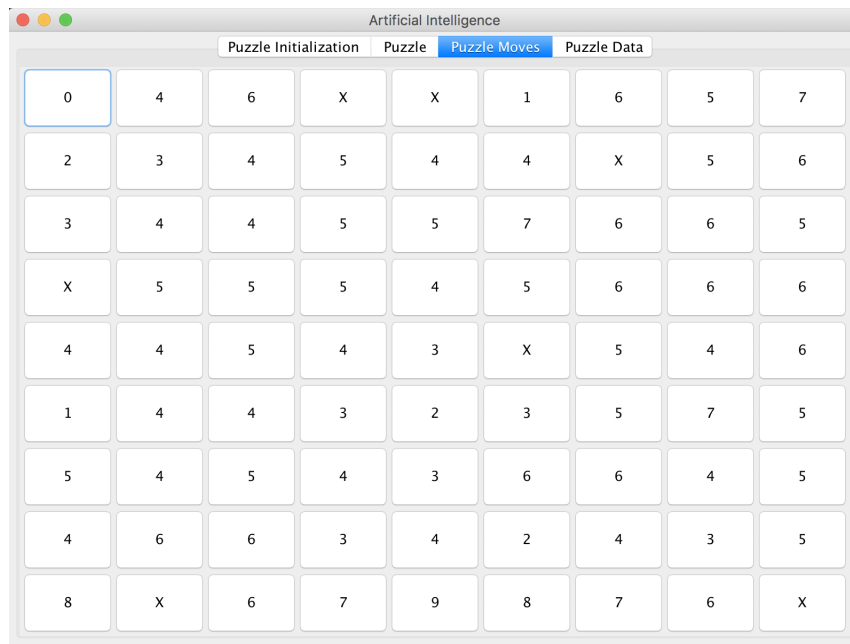 Artificial Intelligence
Puzzle Initialization Puzzle Puzzle Moves Puzzle Data
0 4 6 X X 1 6 5 7
2 3 4 5 4 4 X 5 6
3 4 4 5 5 7 6 6 5
X 5 5 5 4 5 6 6 6
4 4 5 4 3 X 5 4 6
1 4 4 3 2 3 5 7 5
5 4 5 4 3 6 6 4 5
4 6 6 3 4 2 4 3 5
8 X 6 7 9 8 7 6 X